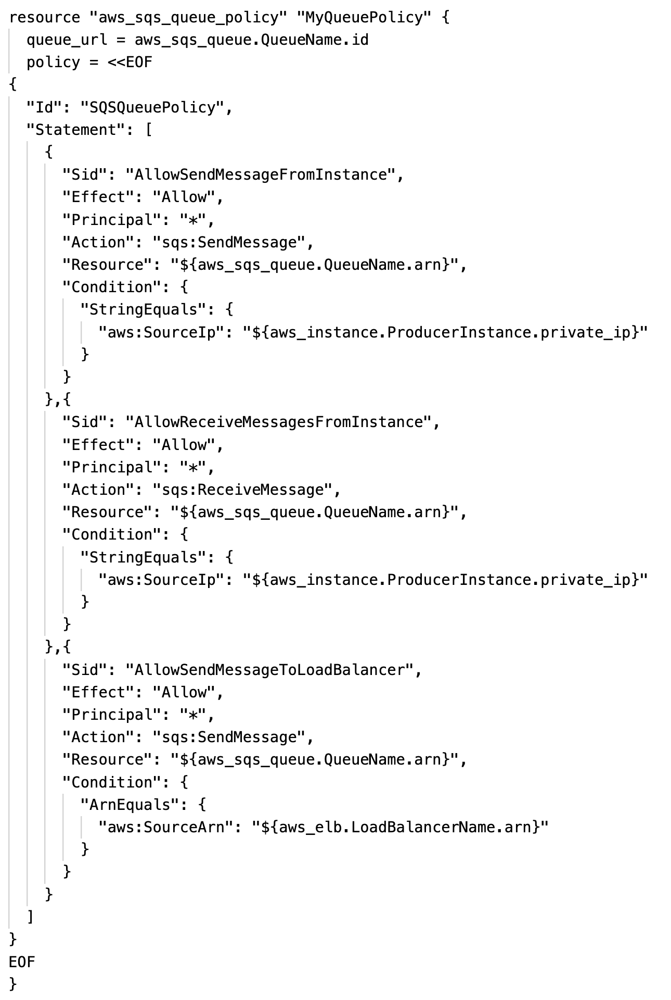 resource "aws_sqs_queue_policy" "MyQueuePolicy" {
  queue_url = aws_sqs_queue.QueueName.id
  policy = <<EOF
{
  "Id": "SQSQueuePolicy",
  "Statement": [
    {
      "Sid": "AllowSendMessageFromInstance",
      "Effect": "Allow",
      "Principal": "*",
      "Action": "sqs:SendMessage",
      "Resource": "${aws_sqs_queue.QueueName.arn}",
      "Condition": {
        "StringEquals": {
          "aws:SourceIp": "${aws_instance.ProducerInstance.private_ip}"
        }
      }
    },{
      "Sid": "AllowReceiveMessagesFromInstance",
      "Effect": "Allow",
      "Principal": "*",
      "Action": "sqs:ReceiveMessage",
      "Resource": "${aws_sqs_queue.QueueName.arn}",
      "Condition": {
        "StringEquals": {
          "aws:SourceIp": "${aws_instance.ProducerInstance.private_ip}"
        }
      }
    },{
      "Sid": "AllowSendMessageToLoadBalancer",
      "Effect": "Allow",
      "Principal": "*",
      "Action": "sqs:SendMessage",
      "Resource": "${aws_sqs_queue.QueueName.arn}",
      "Condition": {
        "ArnEquals": {
          "aws:SourceArn": "${aws_elb.LoadBalancerName.arn}"
        }
      }
    }
  ]
}
EOF
}